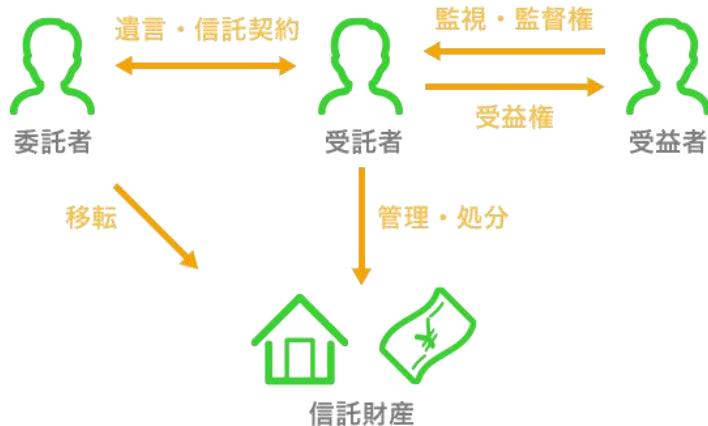 遺言・信託契約
監視・監督権
受益権
委託者
受託者
受益者
移転
管理・処分
¥
信託財産